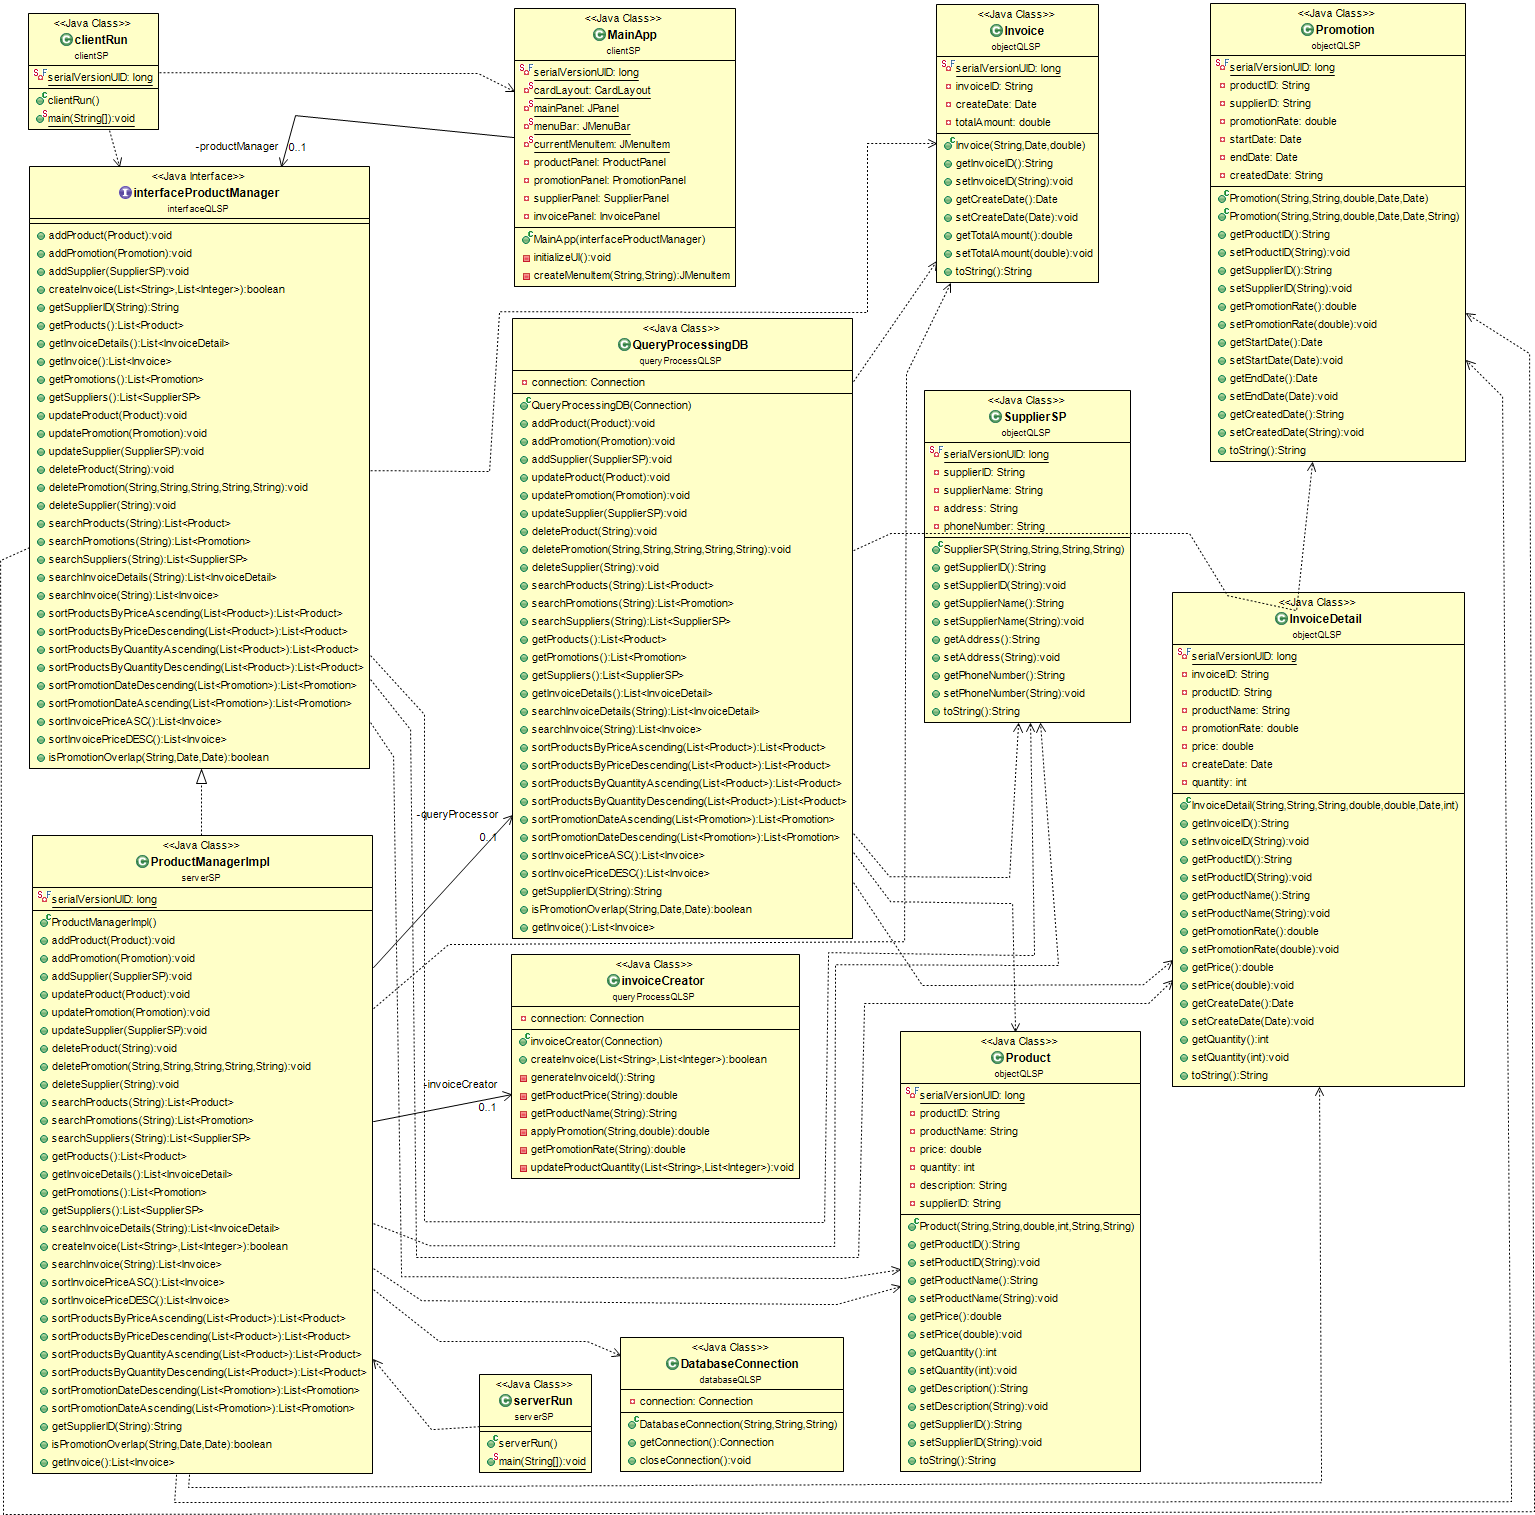 <<Java Class>>
clientRun
clientSP
serialVersionUID: long
clientRun()
main(String[]):void
<<Java Class>>
MainApp
clientSP
serialVersionUID: long
cardLayout: CardLayout
mainPanel: JPanel
menuBar: JMenuBar
currentMenuItem: JMenuItem
productPanel: ProductPanel
promotionPanel: PromotionPanel
supplierPanel: SupplierPanel
invoicePanel: InvoicePanel
MainApp(interfaceProductManager)
initializeUI():void
createMenuItem(String,String):JMenuItem
<<Java Class>>
Invoice
objectQLSP
serialVersionUID: long
invoiceID: String
createDate: Date
totalAmount: double
Invoice(String,Date,double)
getInvoiceID():String
setInvoiceID(String):void
getCreateDate():Date
setCreateDate(Date):void
getTotalAmount():double
setTotalAmount(double):void
toString():String
<<Java Class>>
Promotion
objectQLSP
serialVersionUID: long
productID: String
supplierID: String
promotionRate: double
startDate: Date
endDate: Date
createdDate: String
Promotion(String,String,double,Date,Date)
Promotion(String,String,double,Date,Date,String)
getProductID():String
setProductID(String):void
getSupplierID():String
setSupplierID(String):void
getPromotionRate():double
setPromotionRate(double):void
getStartDate():Date
setStartDate(Date):void
getEndDate():Date
setEndDate(Date):void
getCreatedDate():String
setCreatedDate(String):void
toString():String
-productManager
0..1
<<Java Interface>>
interfaceProductManager
interfaceQLSP
addProduct(Product):void
addPromotion(Promotion):void
addSupplier(SupplierSP):void
createInvoice(List<String>,List<Integer>):boolean
getSupplierID(String):String
getProducts():List<Product>
getInvoiceDetails():List<InvoiceDetail>
getInvoice():List<Invoice>
getPromotions():List<Promotion>
getSuppliers():List<SupplierSP>
updateProduct(Product):void
updatePromotion(Promotion):void
updateSupplier(SupplierSP):void
deleteProduct(String):void
deletePromotion(String,String,String,String,String):void
deleteSupplier(String):void
searchProducts(String):List<Product>
searchPromotions(String):List<Promotion>
searchSuppliers(String):List<SupplierSP>
searchInvoiceDetails(String):List<InvoiceDetail>
searchInvoice(String):List<Invoice>
sortProductsByPriceAscending(List<Product>):List<Product>
sortProductsByPriceDescending(List<Product>):List<Product>
sortProductsByQuantityAscending(List<Product>):List<Product>
sortProductsByQuantityDescending(List<Product>):List<Product>
sortPromotionDateDescending(List<Promotion>):List<Promotion>
sortPromotionDateAscending(List<Promotion>):List<Promotion>
sortInvoicePriceASC():List<Invoice>
sortInvoicePriceDESC():List<Invoice>
isPromotionOverlap(String,Date,Date):boolean
<<Java Class>>
QueryProcessingDB
queryProcessQLSP
connection: Connection
QueryProcessingDB(Connection)
addProduct(Product):void
addPromotion(Promotion):void
addSupplier(SupplierSP):void
updateProduct(Product):void
updatePromotion(Promotion):void
updateSupplier(SupplierSP):void
deleteProduct(String):void
deletePromotion(String,String,String,String,String):void
deleteSupplier(String):void
searchProducts(String):List<Product>
searchPromotions(String):List<Promotion>
searchSuppliers(String):List<SupplierSP>
getProducts():List<Product>
getPromotions():List<Promotion>
getSuppliers():List<SupplierSP>
getInvoiceDetails():List<InvoiceDetail>
searchInvoiceDetails(String):List<InvoiceDetail>
searchInvoice(String):List<Invoice>
sortProductsByPriceAscending(List<Product>):List<Product>
sortProductsByPriceDescending(List<Product>):List<Product>
sortProductsByQuantityAscending(List<Product>):List<Product>
sortProductsByQuantityDescending(List<Product>):List<Product>
sortPromotionDateAscending(List<Promotion>):List<Promotion>
sortPromotionDateDescending(List<Promotion>):List<Promotion>
sortInvoicePriceASC():List<Invoice>
sortInvoicePriceDESC():List<Invoice>
getSupplierID(String):String
isPromotionOverlap(String,Date,Date):boolean
getInvoice():List<Invoice>
<<Java Class>>
SupplierSP
objectQLSP
serialVersionUID: long
supplierID: String
supplierName: String
address: String
phoneNumber: String
SupplierSP(String,String,String,String)
getSupplierID():String
setSupplierID(String):void
getSupplierName():String
setSupplierName(String):void
getAddress():String
setAddress(String):void
getPhoneNumber():String
setPhoneNumber(String):void
toString():String
<<Java Class>>
InvoiceDetail
objectQLSP
serialVersionUID: long
invoiceID: String
productID: String
productName: String
promotionRate: double
price: double
createDate: Date
quantity: int
InvoiceDetail(String,String,String,double,double,Date,int)
getInvoiceID():String
setInvoiceID(String):void
getProductID():String
setProductID(String):void
getProductName():String
setProductName(String):void
getPromotionRate():double
setPromotionRate(double):void
getPrice():double
setPrice(double):void
getCreateDate():Date
setCreateDate(Date):void
getQuantity():int
setQuantity(int):void
toString():String
-queryProcessor
0..1
<<Java Class>>
ProductManagerImpl
serverSP
serialVersionUID: long
ProductManagerImpl()
addProduct(Product):void
addPromotion(Promotion):void
addSupplier(SupplierSP):void
updateProduct(Product):void
updatePromotion(Promotion):void
updateSupplier(SupplierSP):void
deleteProduct(String):void
deletePromotion(String,String,String,String,String):void
deleteSupplier(String):void
searchProducts(String):List<Product>
searchPromotions(String):List<Promotion>
searchSuppliers(String):List<SupplierSP>
getProducts():List<Product>
getInvoiceDetails():List<InvoiceDetail>
getPromotions():List<Promotion>
getSuppliers():List<SupplierSP>
searchInvoiceDetails(String):List<InvoiceDetail>
createInvoice(List<String>,List<Integer>):boolean
searchInvoice(String):List<Invoice>
sortInvoicePriceASC():List<Invoice>
sortInvoicePriceDESC():List<Invoice>
sortProductsByPriceAscending(List<Product>):List<Product>
sortProductsByPriceDescending(List<Product>):List<Product>
sortProductsByQuantityAscending(List<Product>):List<Product>
sortProductsByQuantityDescending(List<Product>):List<Product>
sortPromotionDateDescending(List<Promotion>):List<Promotion>
sortPromotionDateAscending(List<Promotion>):List<Promotion>
getSupplierID(String):String
isPromotionOverlap(String,Date,Date):boolean
getInvoice():List<Invoice>
-invoiceCreator
0..1
<<Java Class>>
invoiceCreator
queryProcessQLSP
connection: Connection
invoiceCreator(Connection)
createInvoice(List<String>,List<Integer>):boolean
generateInvoiceId():String
getProductPrice(String):double
getProductName(String):String
applyPromotion(String,double):double
getPromotionRate(String):double
updateProductQuantity(List<String>,List<Integer>):void
<<Java Class>>
Product
objectQLSP
serialVersionUID: long
productID: String
productName: String
price: double
quantity: int
description: String
supplierID: String
Product(String,String,double,int,String,String)
getProductID():String
setProductID(String):void
getProductName():String
setProductName(String):void
getPrice():double
setPrice(double):void
getQuantity():int
setQuantity(int):void
getDescription():String
setDescription(String):void
getSupplierID():String
setSupplierID(String):void
toString():String
<<Java Class>>
serverRun
serverSP
serverRun()
main(String[]):void
<<Java Class>>
DatabaseConnection
databaseQLSP
connection: Connection
DatabaseConnection(String,String,String)
getConnection():Connection
closeConnection():void